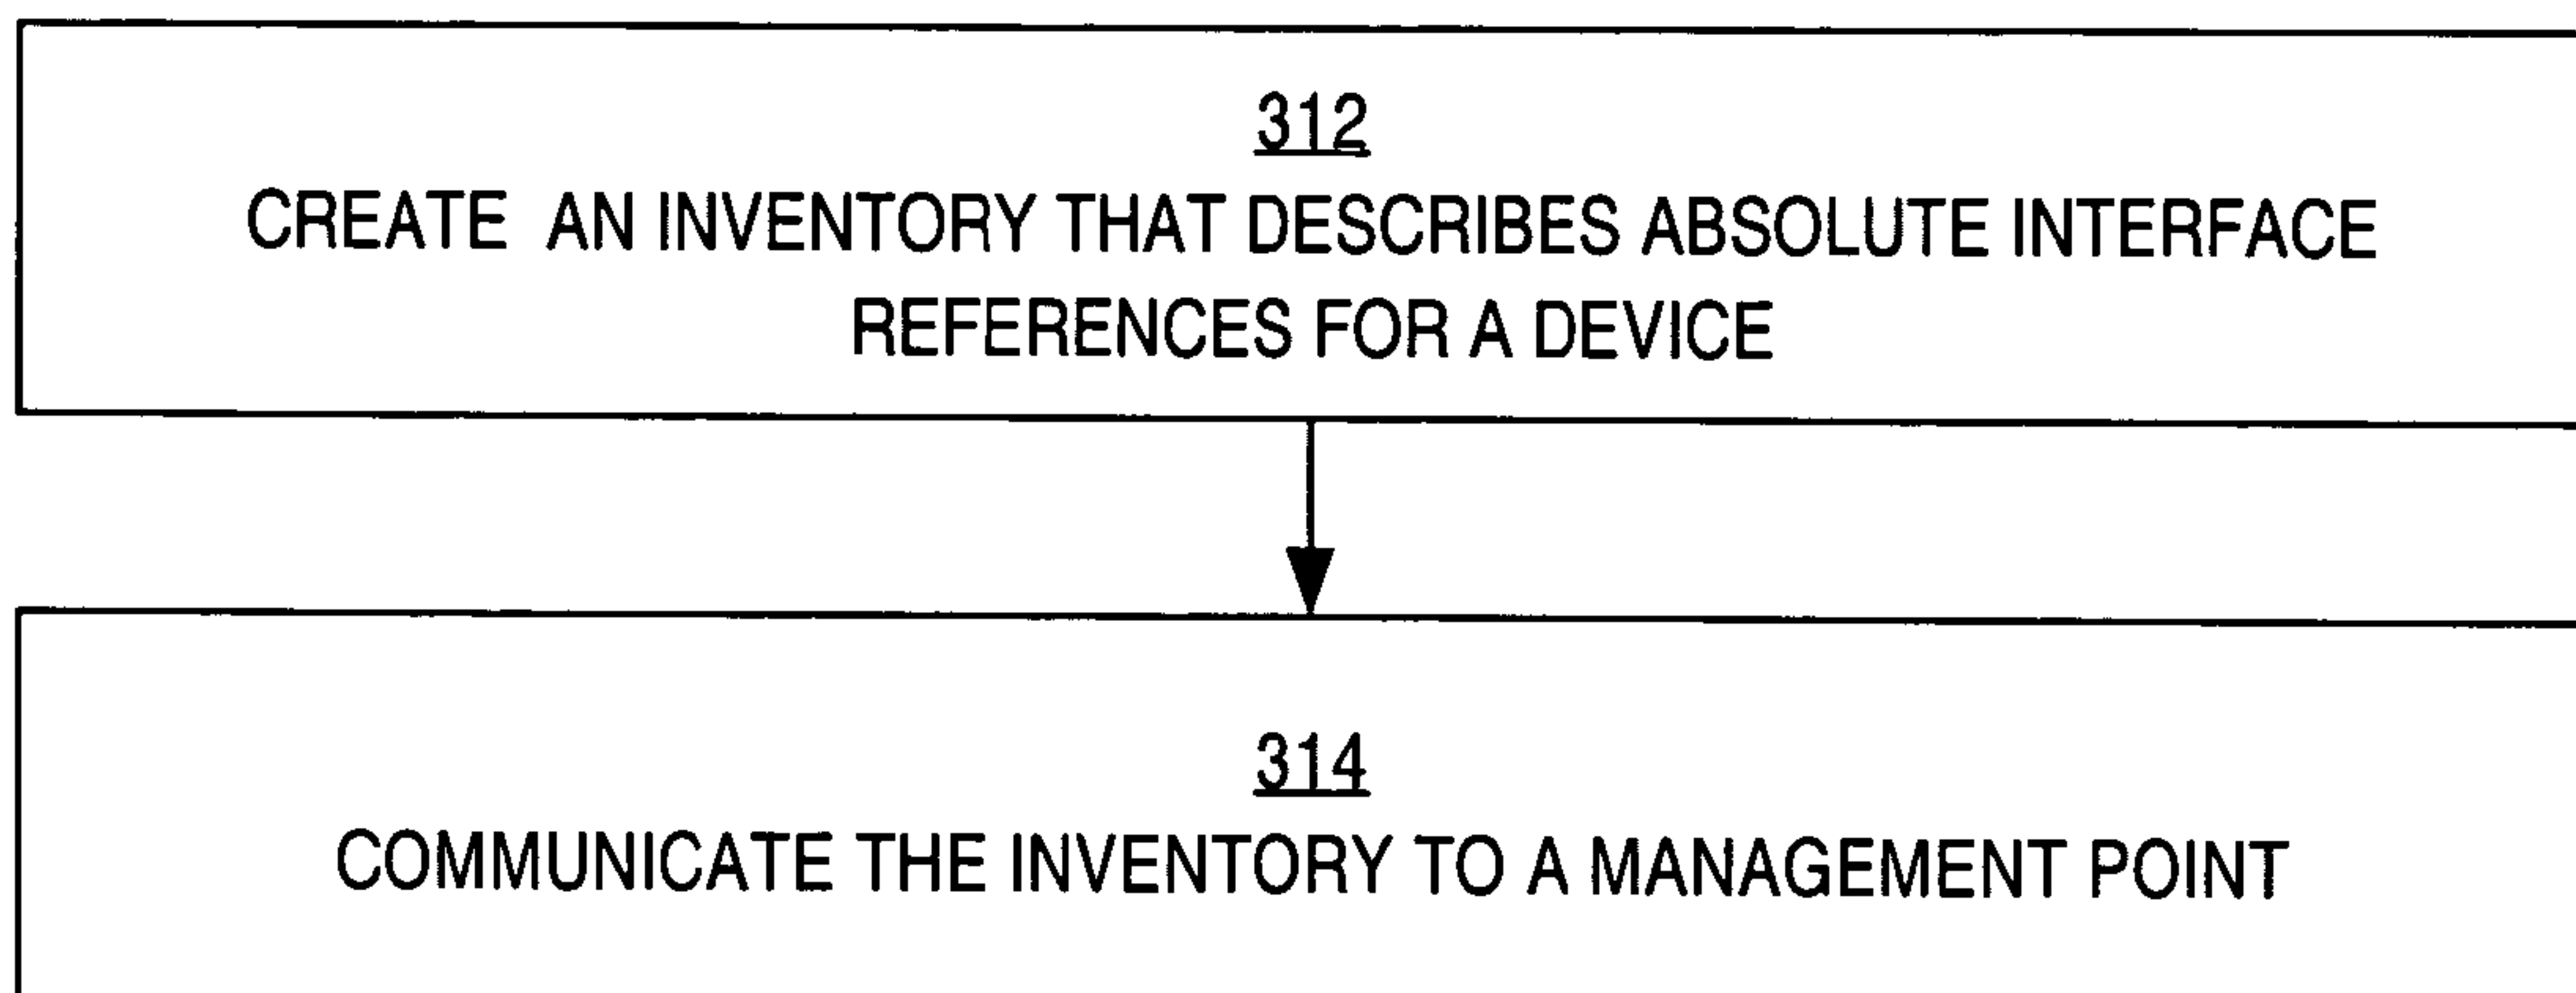 312
CREATE AN INVENTORY THAT DESCRIBES ABSOLUTE INTERFACE
REFERENCES FOR A DEVICE
314
COMMUNICATE THE INVENTORY TO A MANAGEMENT POINT